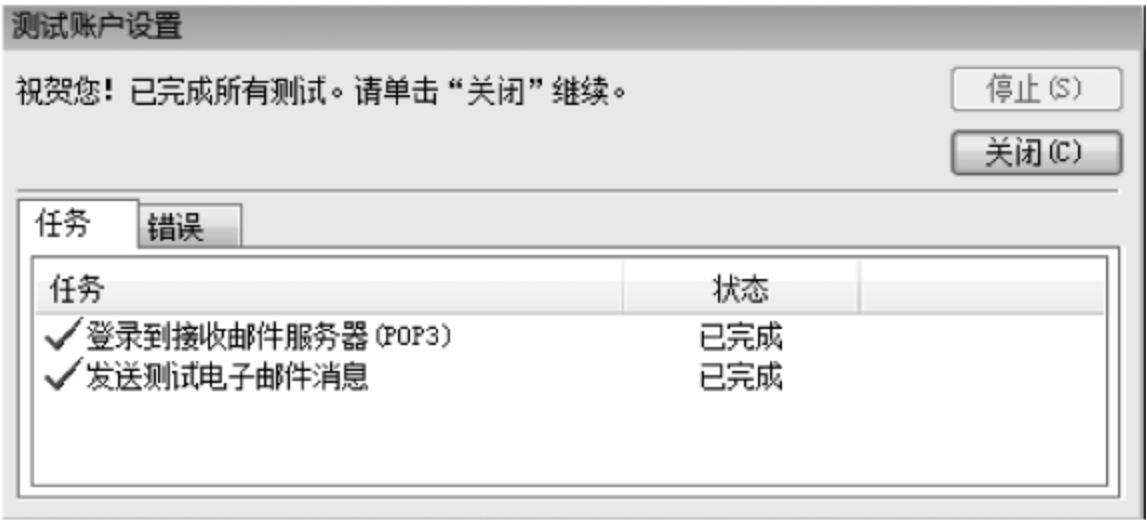 测试账户设置
祝贺您！已完成所有测试。请单击“关闭”继续。
停止(S)
关闭(C)
任务 错误
任务 状态
登录到接收邮件服务器(POP3) 已完成
发送测试电子邮件消息 已完成